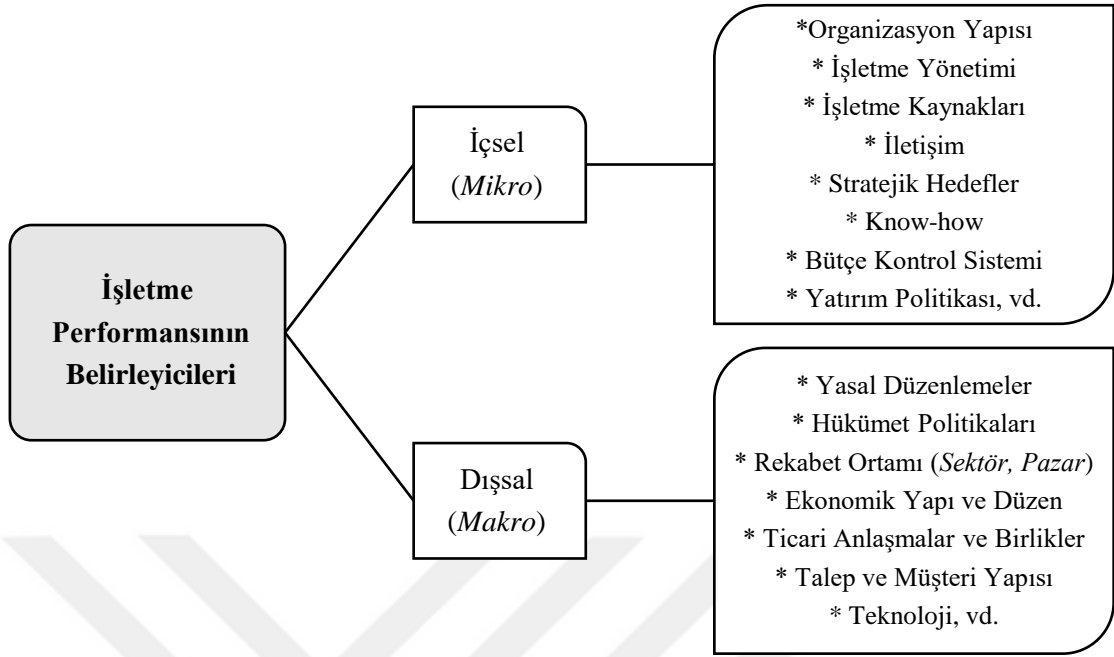 İşletme
Performansının
Belirleyicileri
İçsel
(Mikro)
*Organizasyon Yapısı
* İşletme Yönetimi
* İşletme Kaynakları
* İletişim
* Stratejik Hedefler
* Know-how
* Bütçe Kontrol Sistemi
* Yatırım Politikası, vd.
Dışsal
(Makro)
* Yasal Düzenlemeler
* Hükümet Politikaları
* Rekabet Ortamı (Sektör, Pazar)
* Ekonomik Yapı ve Düzen
* Ticari Anlaşmalar ve Birlikler
* Talep ve Müşteri Yapısı
* Teknoloji, vd.